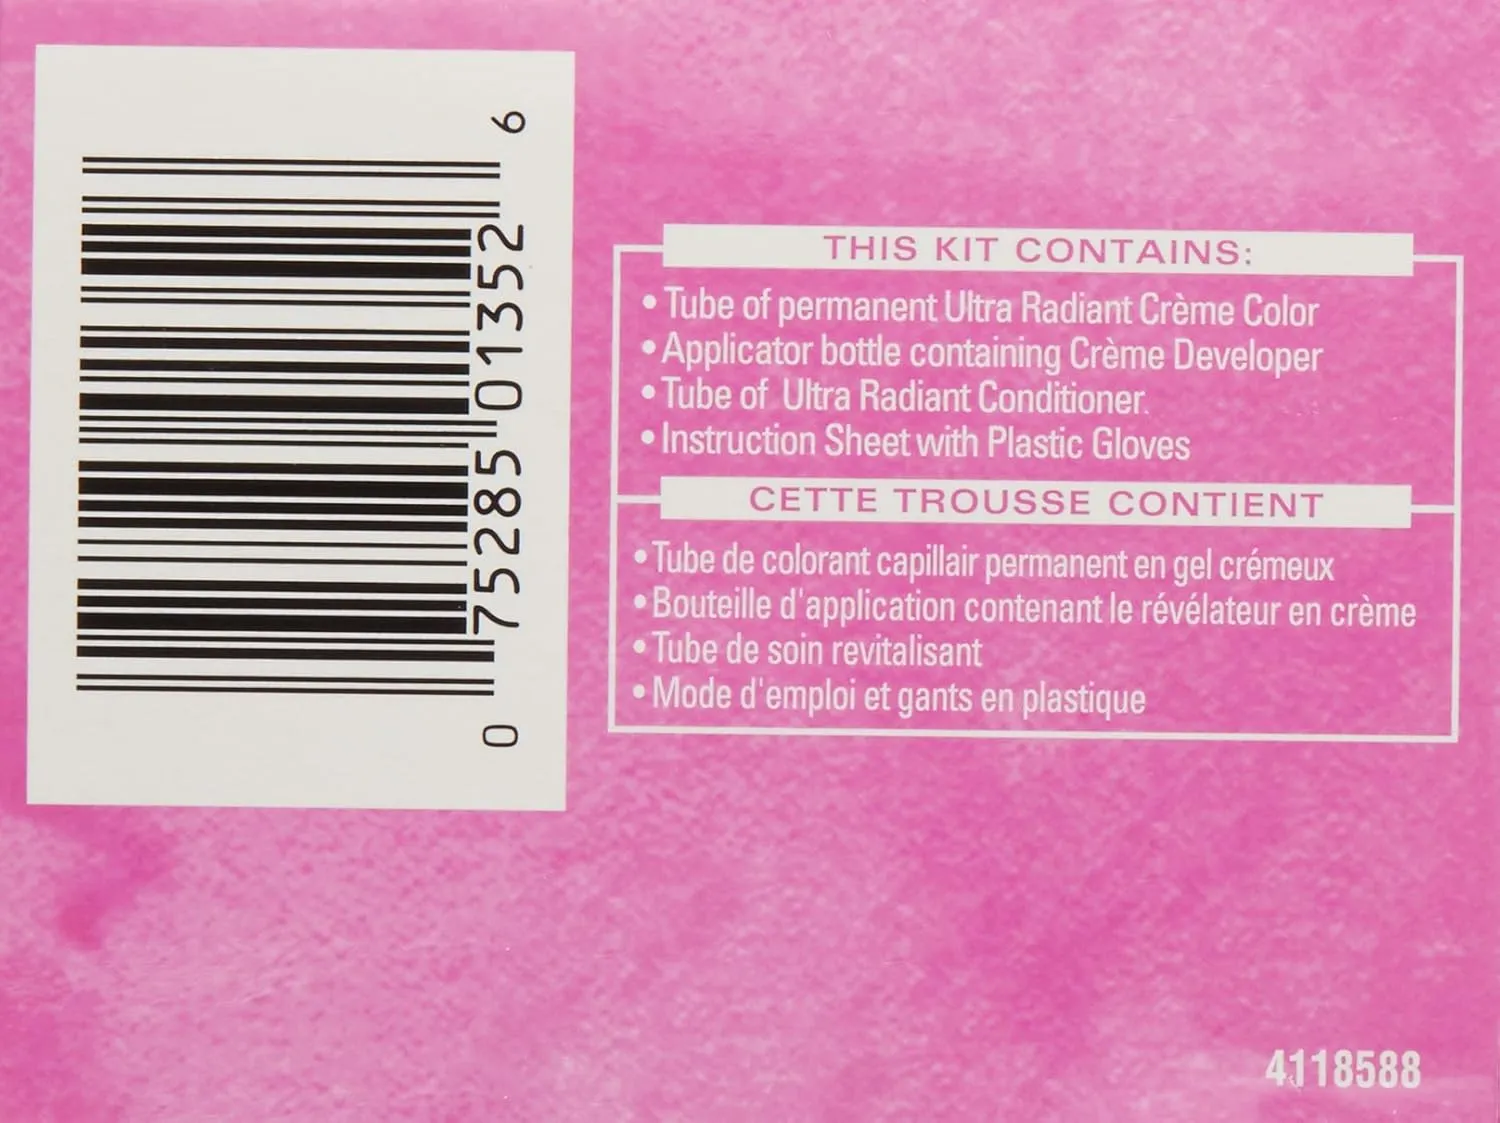 0 75285 01352 6
THIS KIT CONTAINS:
• Tube of permanent Ultra Radiant Crème Color
• Applicator bottle containing Crème Developer
• Tube of Ultra Radiant Conditioner.
• Instruction Sheet with Plastic Gloves
CETTE TROUSSE CONTIENT
• Tube de colorant capillair permanent en gel crémeux
• Bouteille d'application contenant le révélateur en crème
• Tube de soin revitalisant
• Mode d'emploi et gants en plastique
4118588